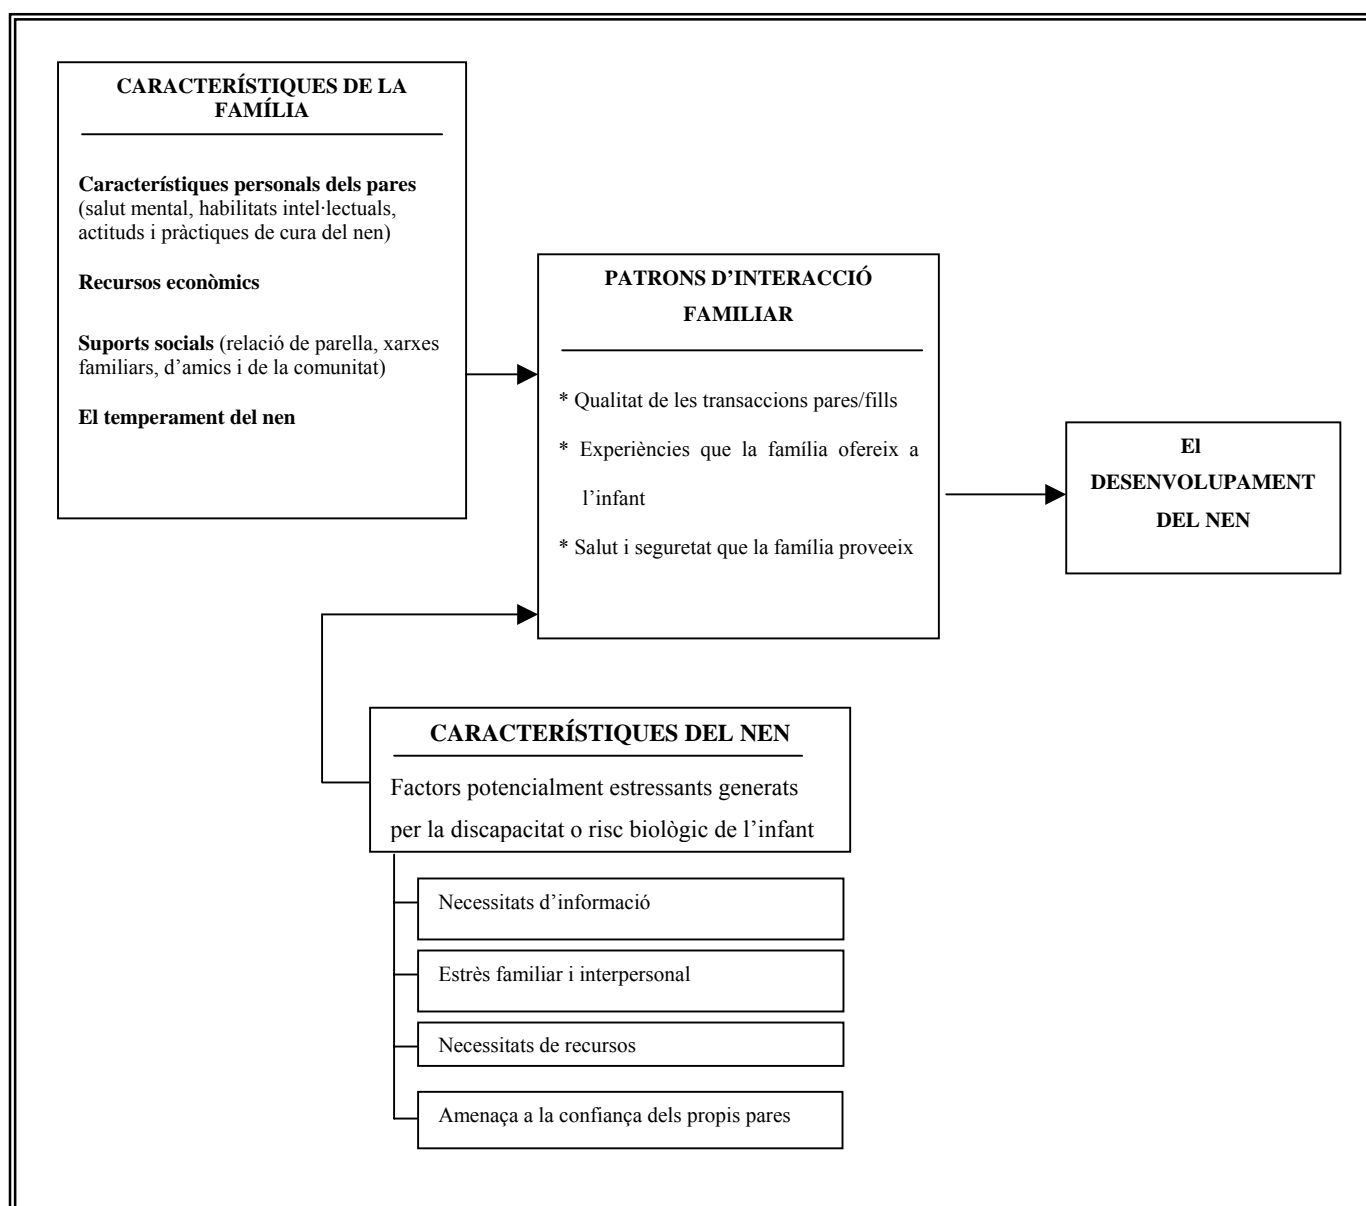 CARACTERÍSTIQUES DE LA
FAMÍLIA
Característiques personals dels pares
(salut mental, habilitats intel·lectuals,
actituds i pràctiques de cura del nen)
Recursos econòmics
Suports socials (relació de parella, xarxes
familiars, d’amics i de la comunitat)
El temperament del nen
PATRONS D’INTERACCIÓ
FAMILIAR
* Qualitat de les transaccions pares/fills
* Experiències que la família ofereix a
l’infant
* Salut i seguretat que la família proveeix
El
DESENVOLUPAMENT
DEL NEN
CARACTERÍSTIQUES DEL NEN
Factors potencialment estressants generats
per la discapacitat o risc biològic de l’infant
Necessitats d’informació
Estrès familiar i interpersonal
Necessitats de recursos
Amenaça a la confiança dels propis pares